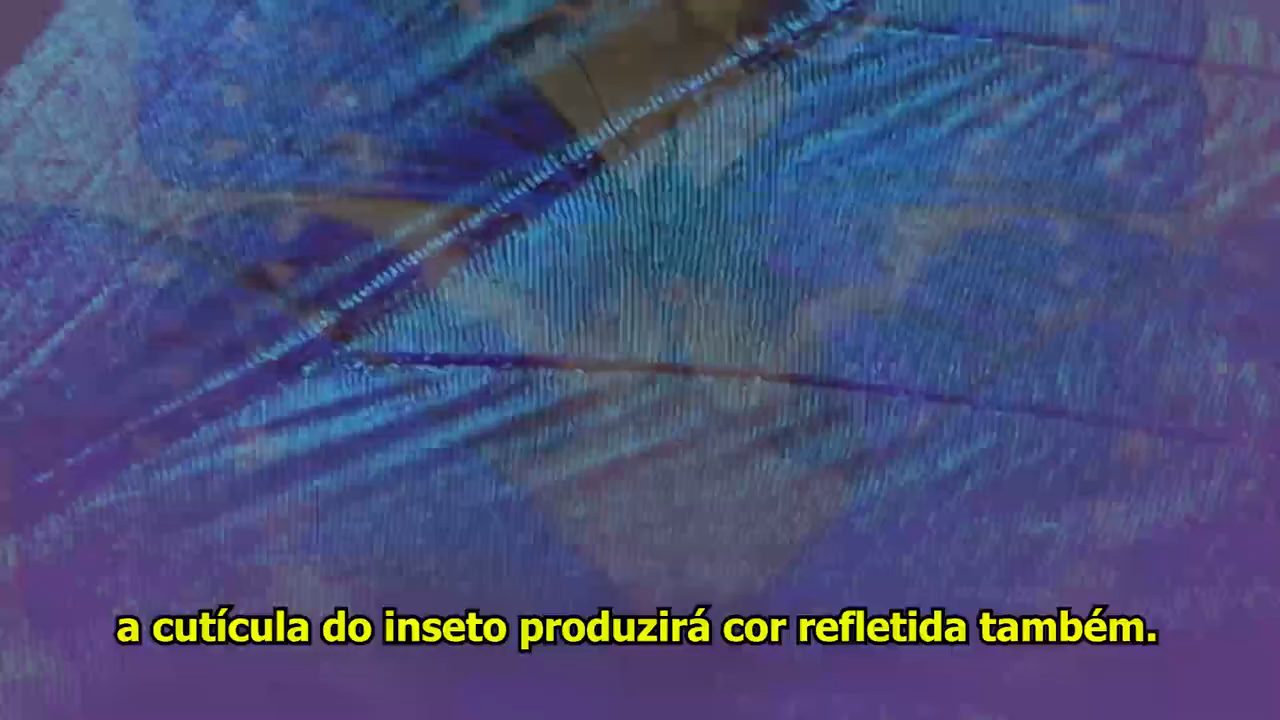 a cutícula do inseto produzirá cor refletida também.